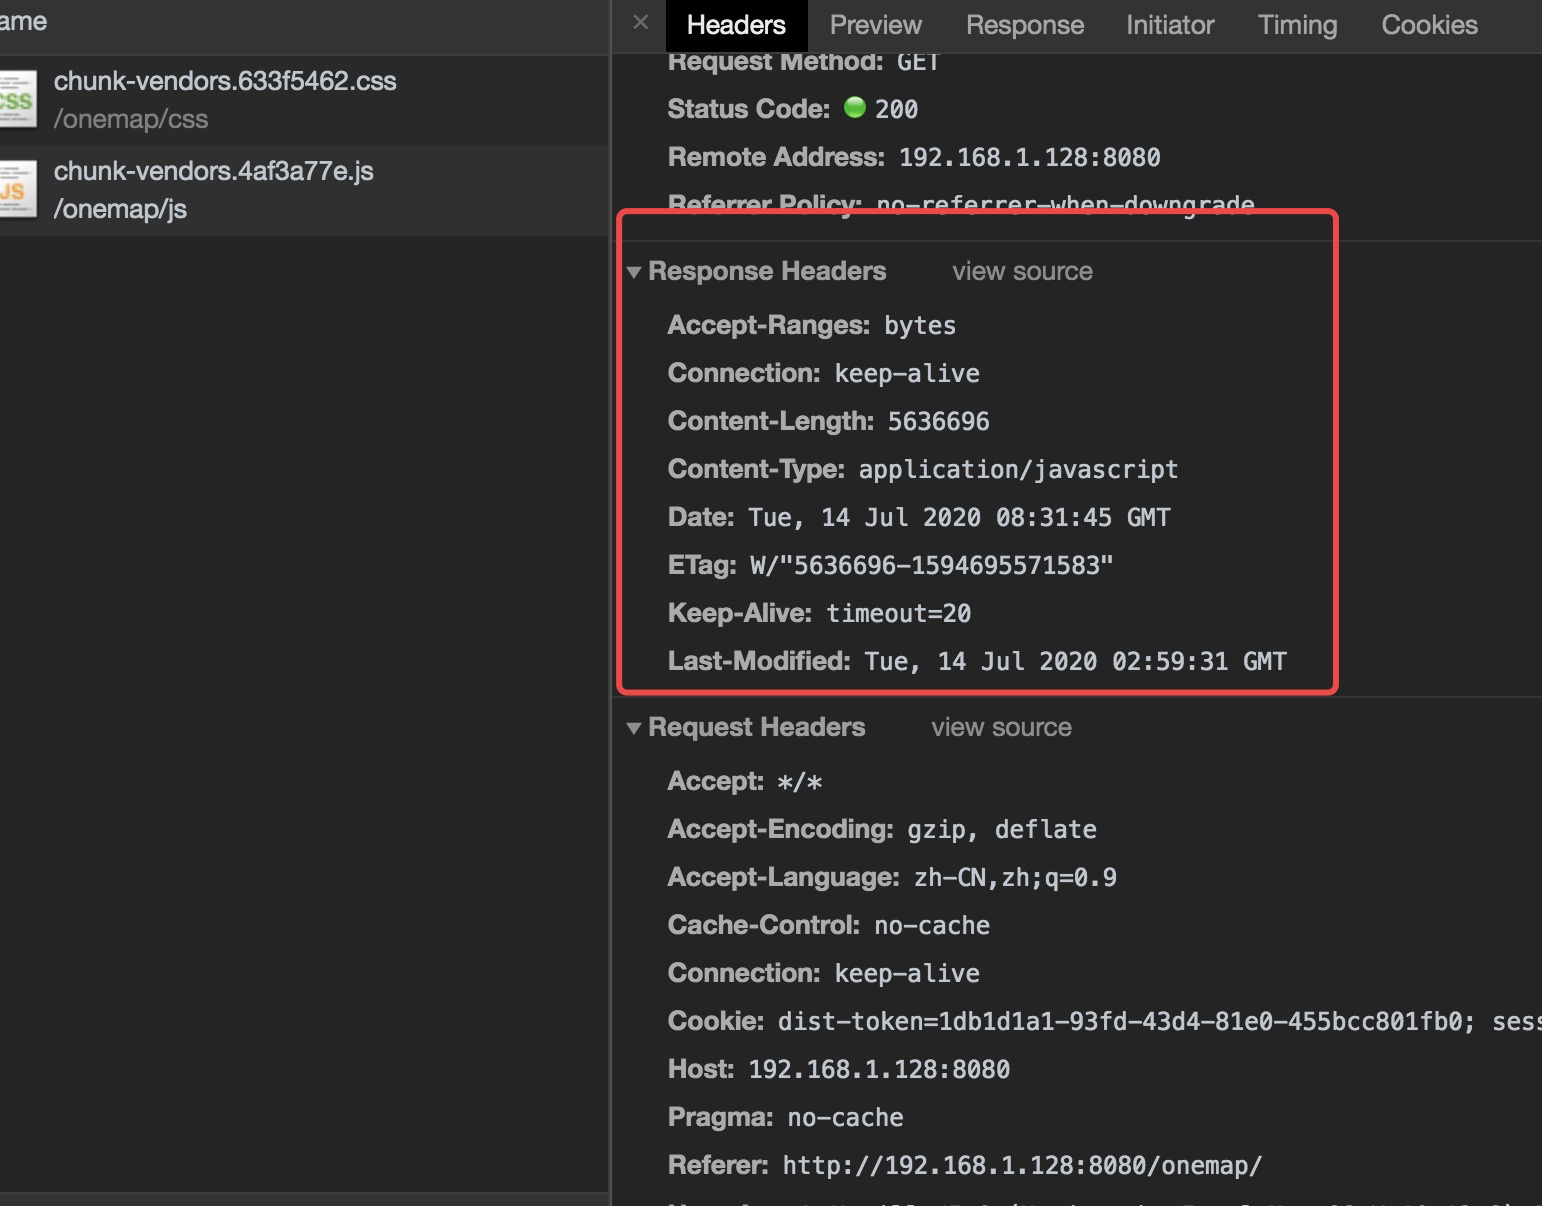 ame
chunk-vendors.633f5462.css
/onemap/css
chunk-vendors.4af3a77e.js
/onemap/js
CSS
JS
× Headers Preview Response Initiator Timing Cookies
Request Method: GET
Status Code: 200
Remote Address: 192.168.1.128:8080
Referrer Policy: no-referrer-when-downgrade
Response Headers view source
Accept-Ranges: bytes
Connection: keep-alive
Content-Length: 5636696
Content-Type: application/javascript
Date: Tue, 14 Jul 2020 08:31:45 GMT
ETag: W/"5636696-1594695571583"
Keep-Alive: timeout=20
Last-Modified: Tue, 14 Jul 2020 02:59:31 GMT
Request Headers view source
Accept: */*
Accept-Encoding: gzip, deflate
Accept-Language: zh-CN,zh;q=0.9
Cache-Control: no-cache
Connection: keep-alive
Cookie: dist-token=1db1d1a1-93fd-43d4-81e0-455bcc801fb0; sess
Host: 192.168.1.128:8080
Pragma: no-cache
Referer: http://192.168.1.128:8080/onemap/